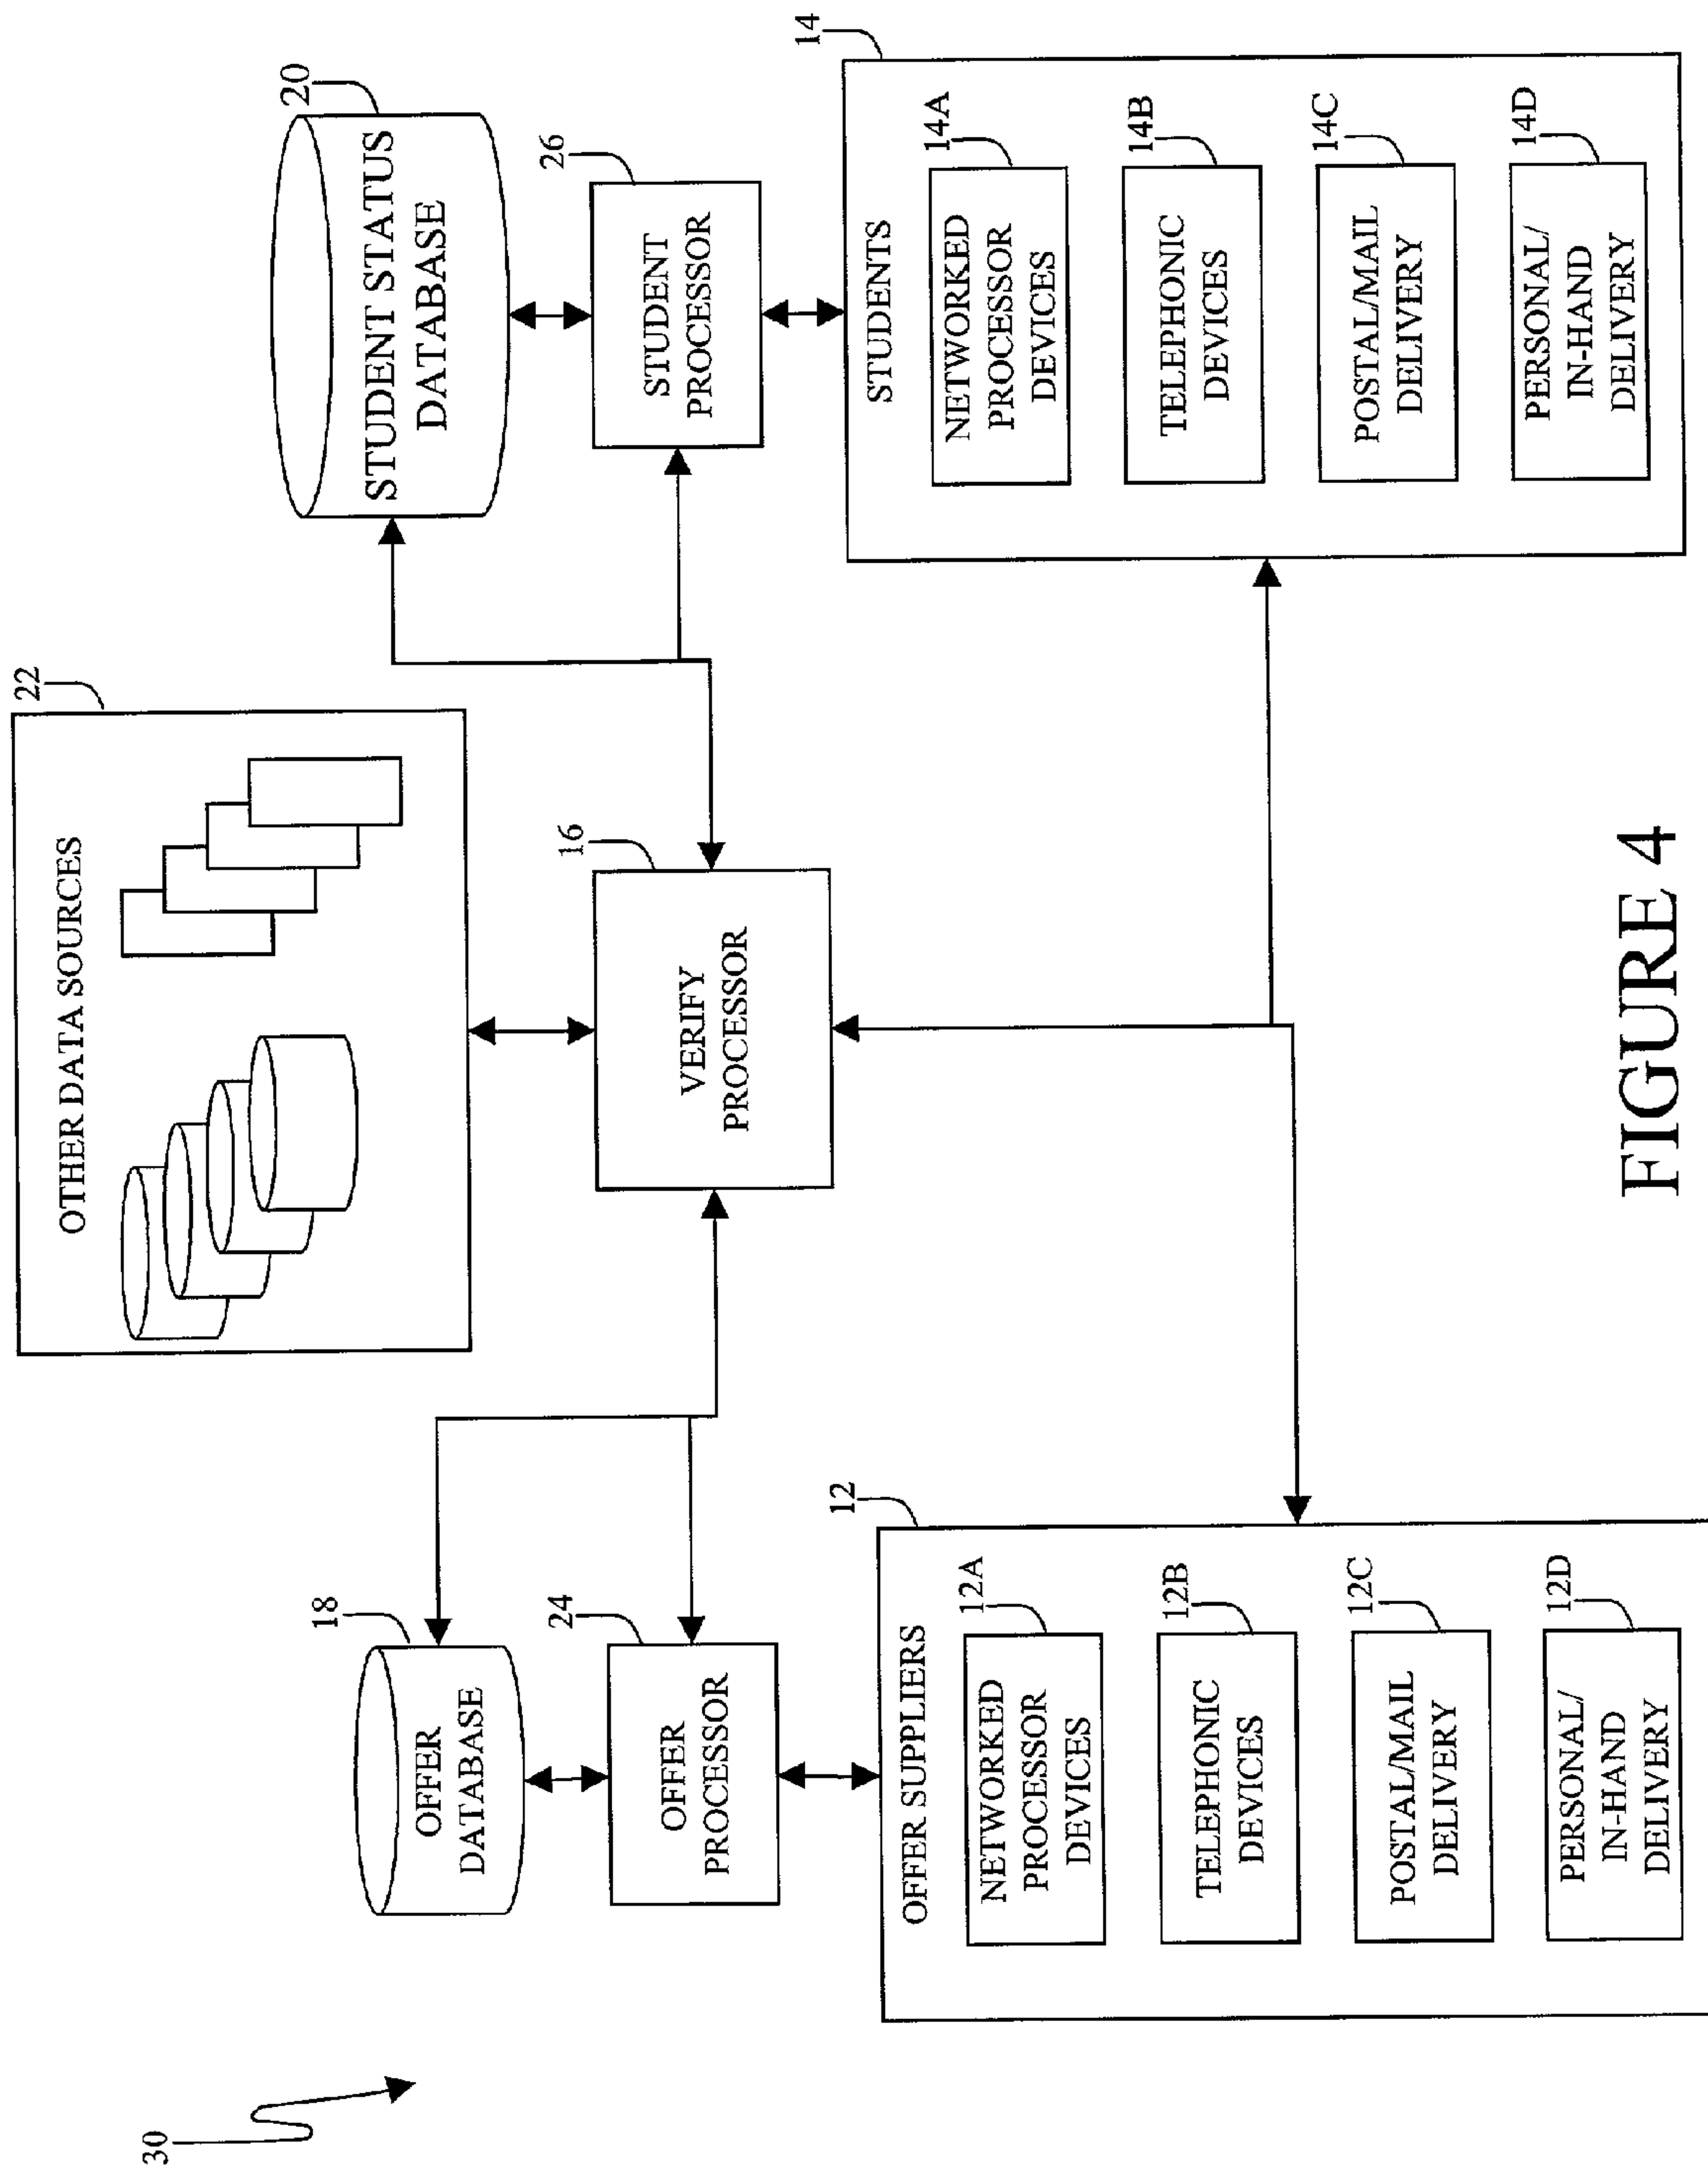 30
OTHER DATA SOURCES
22
18
OFFER
DATABASE
24
OFFER
PROCESSOR
16
VERIFY
PROCESSOR
20
STUDENT STATUS
DATABASE
26
STUDENT
PROCESSOR
12
OFFER SUPPLIERS
12A
NETWORKED
PROCESSOR
DEVICES
12B
TELEPHONIC
DEVICES
12C
POSTAL/MAIL
DELIVERY
12D
PERSONAL/
IN-HAND
DELIVERY
14
STUDENTS
14A
NETWORKED
PROCESSOR
DEVICES
14B
TELEPHONIC
DEVICES
14C
POSTAL/MAIL
DELIVERY
14D
PERSONAL/
IN-HAND
DELIVERY
FIGURE 4